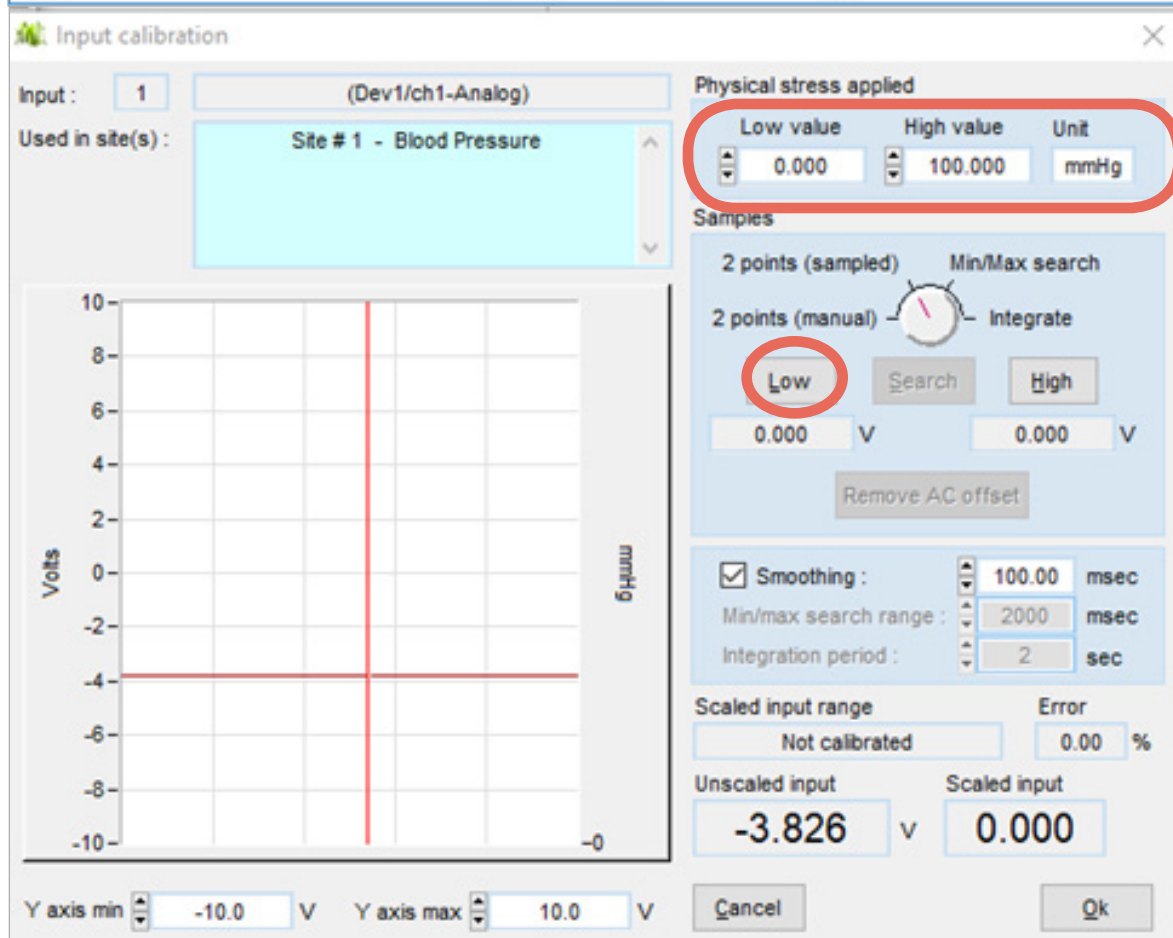 Input calibration
Input : 1 (Dev1/ch1-Analog)
Used in site(s) : Site # 1 - Blood Pressure
Physical stress applied
Low value High value Unit
0.000 100.000 mmHg
Samples
2 points (sampled) Min/Max search
2 points (manual) Integrate
Low Search High
0.000 V 0.000 V
Remove AC offset
Smoothing : 100.00 msec
Min/max search range : 2000 msec
Integration period : 2 sec
Scaled input range Error
Not calibrated 0.00 %
Unscaled input Scaled input
-3.826 V 0.000
10
8
6
4
2
0
-2
-4
-6
-8
-10
Volts
mmHg
0
Y axis min -10.0 V Y axis max 10.0 V
Cancel Ok